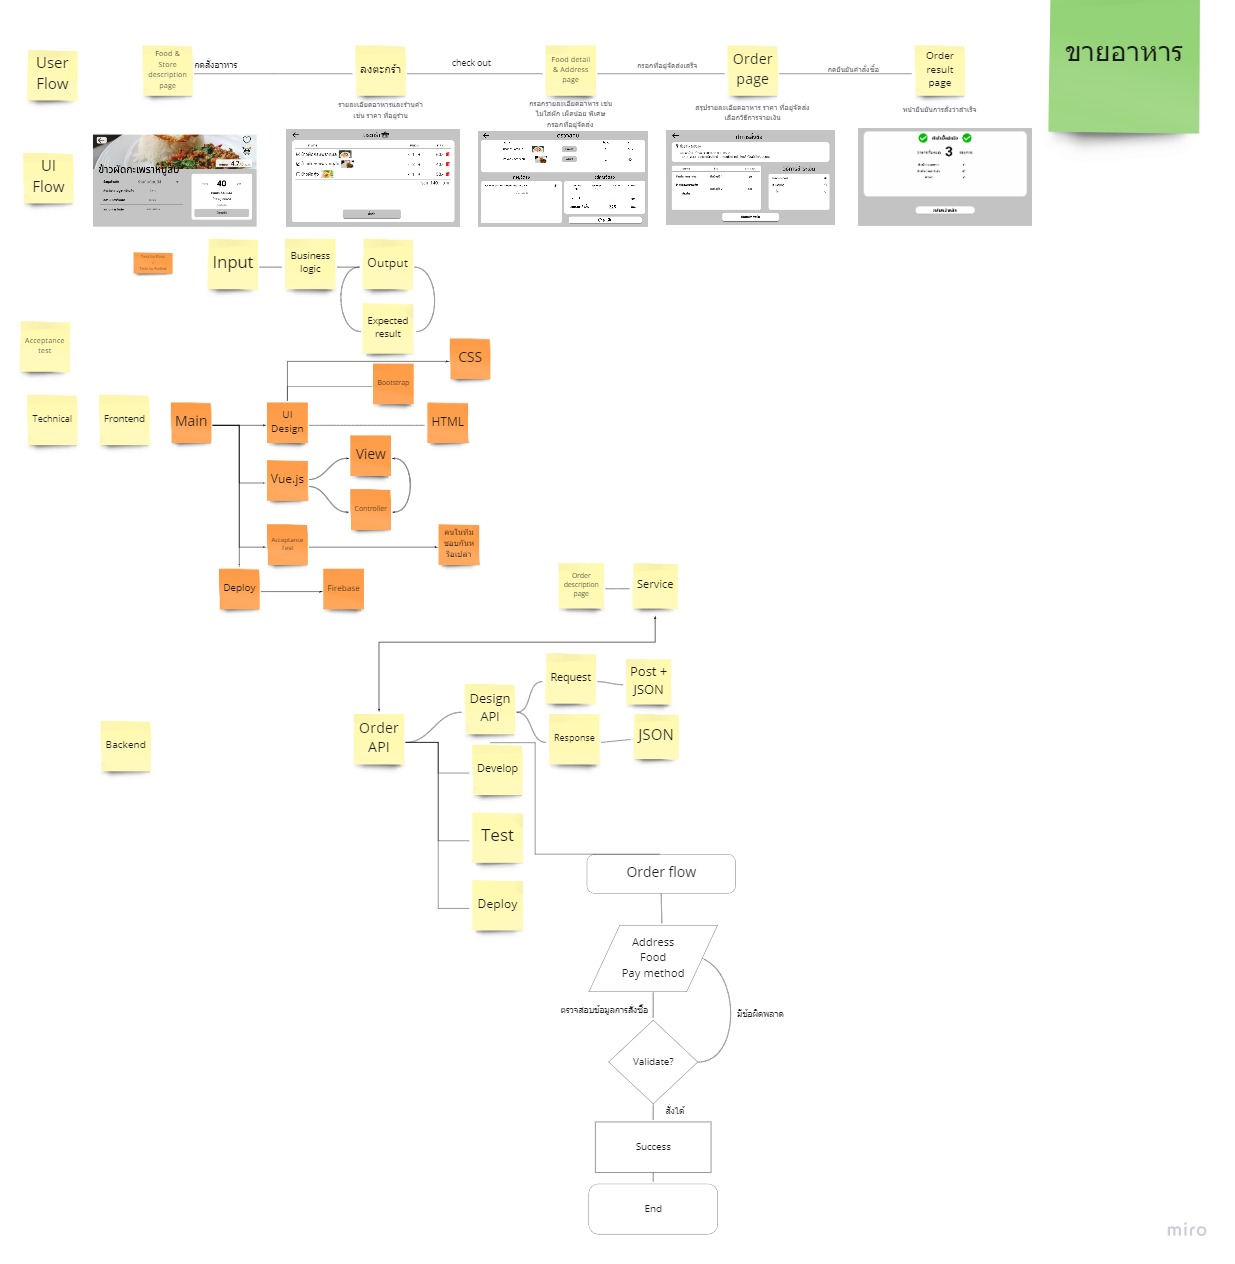 ขายอาหาร
User
Flow
Food &
Store
description
page
กดสั่งอาหาร
ลงตะกร้า
check out
Food detail
& Address
page
กรอกที่อยู่จัดส่งเสร็จ
Order
page
กดยืนยันคำสั่งซื้อ
Order
result
page
รายละเอียดอาหารและร้านค้า
เช่น ราคา ที่อยู่ร้าน
กรอกรายละเอียดอาหาร เช่น
ไม่ใส่ผัก เผ็ดน้อย พิเศษ
กรอกที่อยู่จัดส่ง
สรุปรายละเอียดอาหาร ราคา ที่อยู่จัดส่ง
เลือกวิธีการจ่ายเงิน
หน้ายืนยันการสั่งว่าสำเร็จ
UI
Flow
ข้าวผัดกะเพราหมูสับ
4.7
40
3
Input
Business
logic
Output
Expected
result
Acceptance
test
CSS
Bootstrap
Technical
Frontend
Main
UI
Design
HTML
Vue.js
View
Controller
Acceptance
Test
คนในทีม
ชอบกันห
รือเปล่า
Deploy
Firebase
Order
description
page
Service
Backend
Order
API
Design
API
Request
Post +
JSON
Response
JSON
Develop
Test
Deploy
Order flow
Address
Food
Pay method
ตรวจสอบข้อมูลการสั่งซื้อ
มีข้อผิดพลาด
Validate?
สั่งได้
Success
End
miro